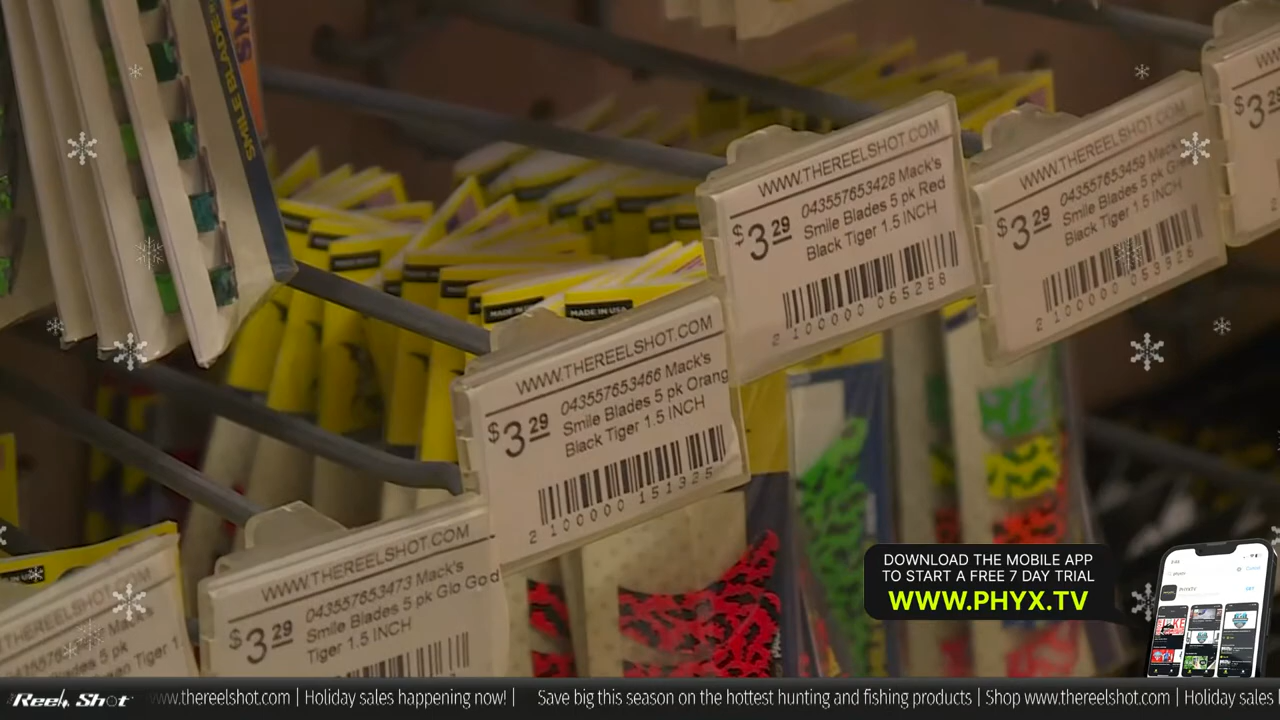 SMILE BLADE
WWW.THEREELSHOT.COM
$3.29
043557653428 Mack's
Smile Blades 5 pk Red
Black Tiger 1.5 INCH
2 100000 065288
WWW.THEREELSHOT.COM
$3.29
043557653459 Mack's
Smile Blades 5 pk
Black Tiger 1.5 INCH
2 100000 053926
$3.29
MADE IN USA
MADE IN USA
WWW.THEREELSHOT.COM
$3.29
043557653466 Mack's
Smile Blades 5 pk Orang
Black Tiger 1.5 INCH
2 100000 151325
WWW.THEREELSHOT.COM
$3.29
043557653473 Mack's
Smile Blades 5 pk Glo God
Tiger 1.5 INCH
Mack's
5 pk
Tiger 1
DOWNLOAD THE MOBILE APP
TO START A FREE 7 DAY TRIAL
WWW.PHYX.TV
Reel Shot
www.thereelshot.com | Holiday sales happening now! | Save big this season on the hottest hunting and fishing products | Shop www.thereelshot.com | Holiday sales